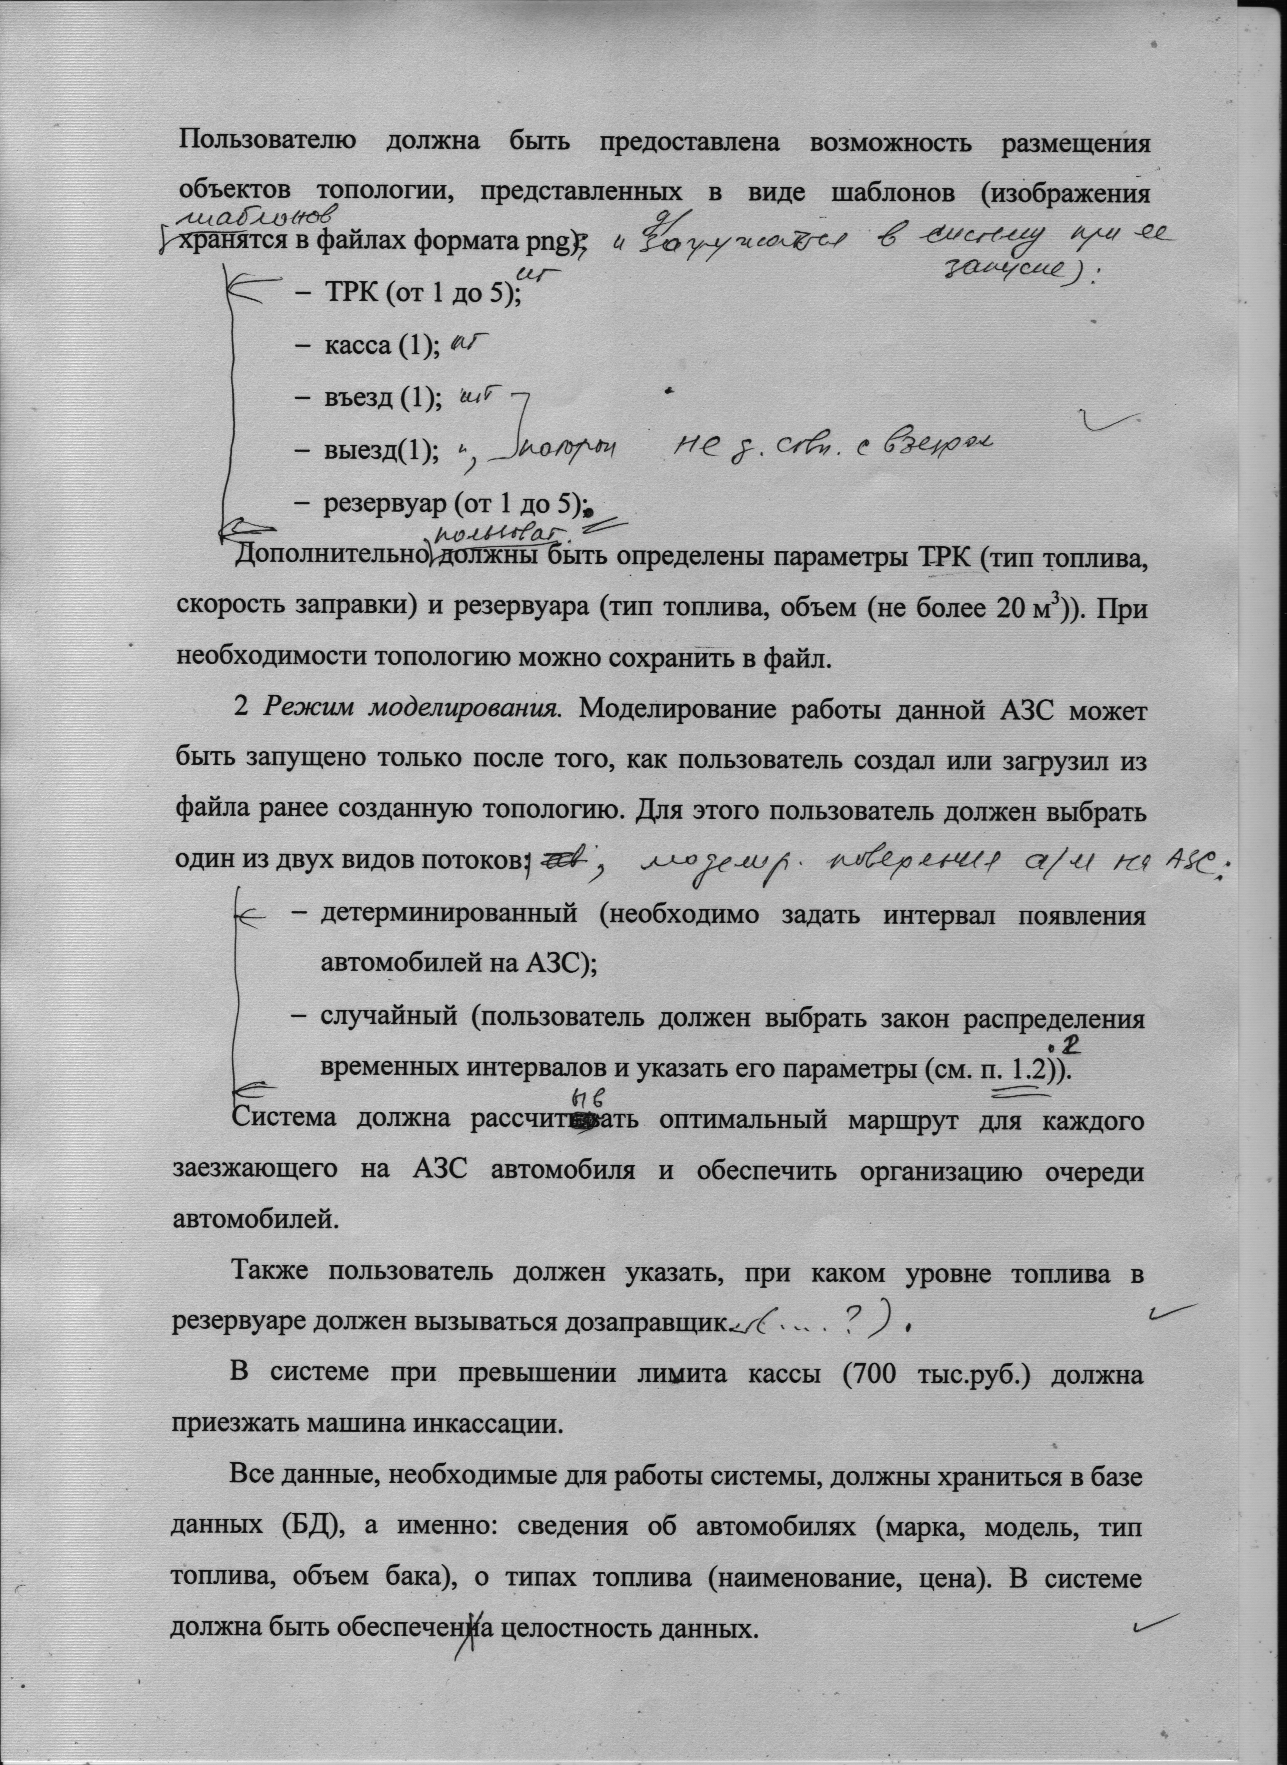 Пользователю должна быть предоставлена возможность размещения
объектов топологии, представленных в виде шаблонов (изображения
шаблонов
хранятся в файлах формата png); и загружаются в систему при ее
запуске):
– ТРК (от 1 до 5); шт
– касса (1); шт
– въезд (1); шт
– выезд(1); " который не д. совп. с въездом
– резервуар (от 1 до 5);
пользоват.
Дополнительно должны быть определены параметры ТРК (тип топлива,
скорость заправки) и резервуара (тип топлива, объем (не более 20 м³)). При
необходимости топологию можно сохранить в файл.
2 Режим моделирования. Моделирование работы данной АЗС может
быть запущено только после того, как пользователь создал или загрузил из
файла ранее созданную топологию. Для этого пользователь должен выбрать
один из двух видов потоков: , моделир. а/м на АЗС:
– детерминированный (необходимо задать интервал появления
автомобилей на АЗС);
– случайный (пользователь должен выбрать закон распределения
временных интервалов и указать его параметры (см. п. 1.2.2)).
ыв
Система должна рассчитывать оптимальный маршрут для каждого
заезжающего на АЗС автомобиля и обеспечить организацию очереди
автомобилей.
Также пользователь должен указать, при каком уровне топлива в
резервуаре должен вызываться дозаправщик. (....?).
В системе при превышении лимита кассы (700 тыс.руб.) должна
приезжать машина инкассации.
Все данные, необходимые для работы системы, должны храниться в базе
данных (БД), а именно: сведения об автомобилях (марка, модель, тип
топлива, объем бака), о типах топлива (наименование, цена). В системе
должна быть обеспеченна целостность данных.